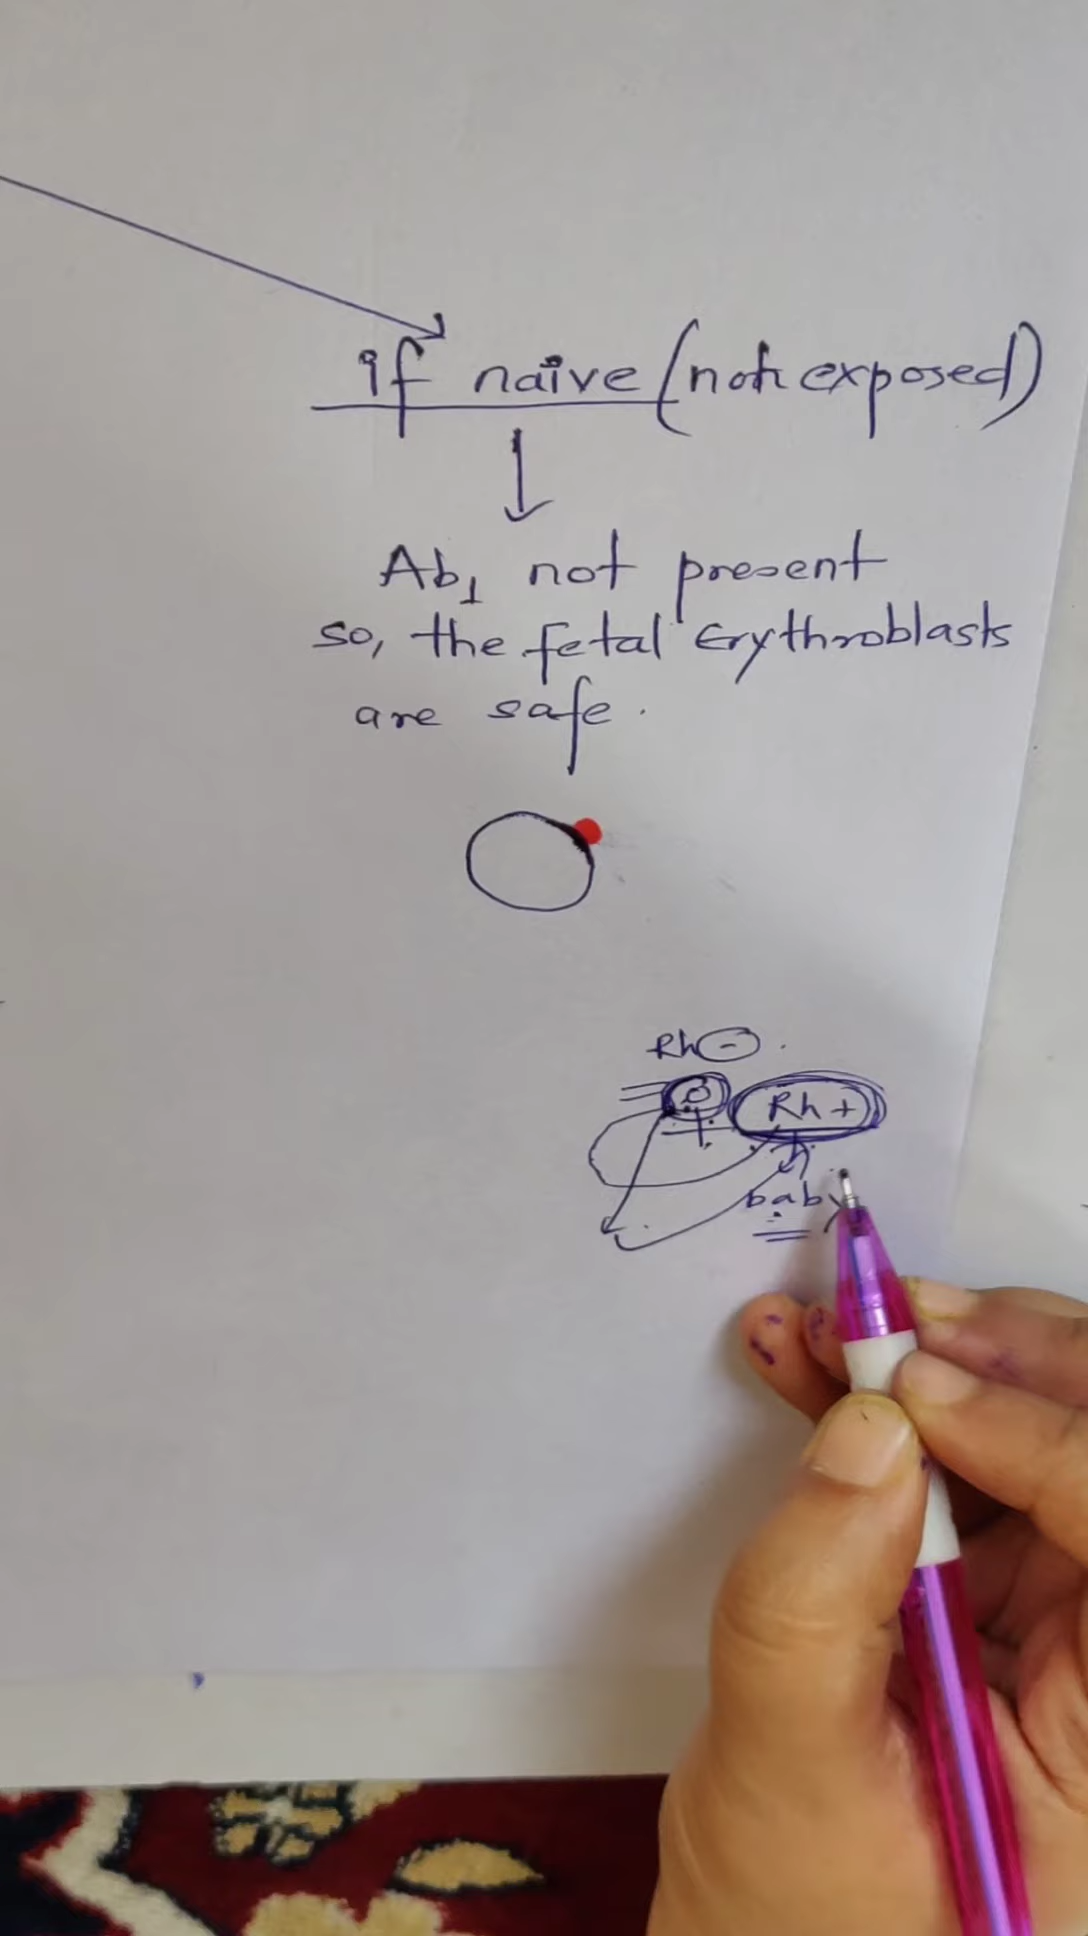 if naive (not exposed)
Ab1 not present
so, the fetal Erythroblasts
are safe.
Rh -
Rh +
baby